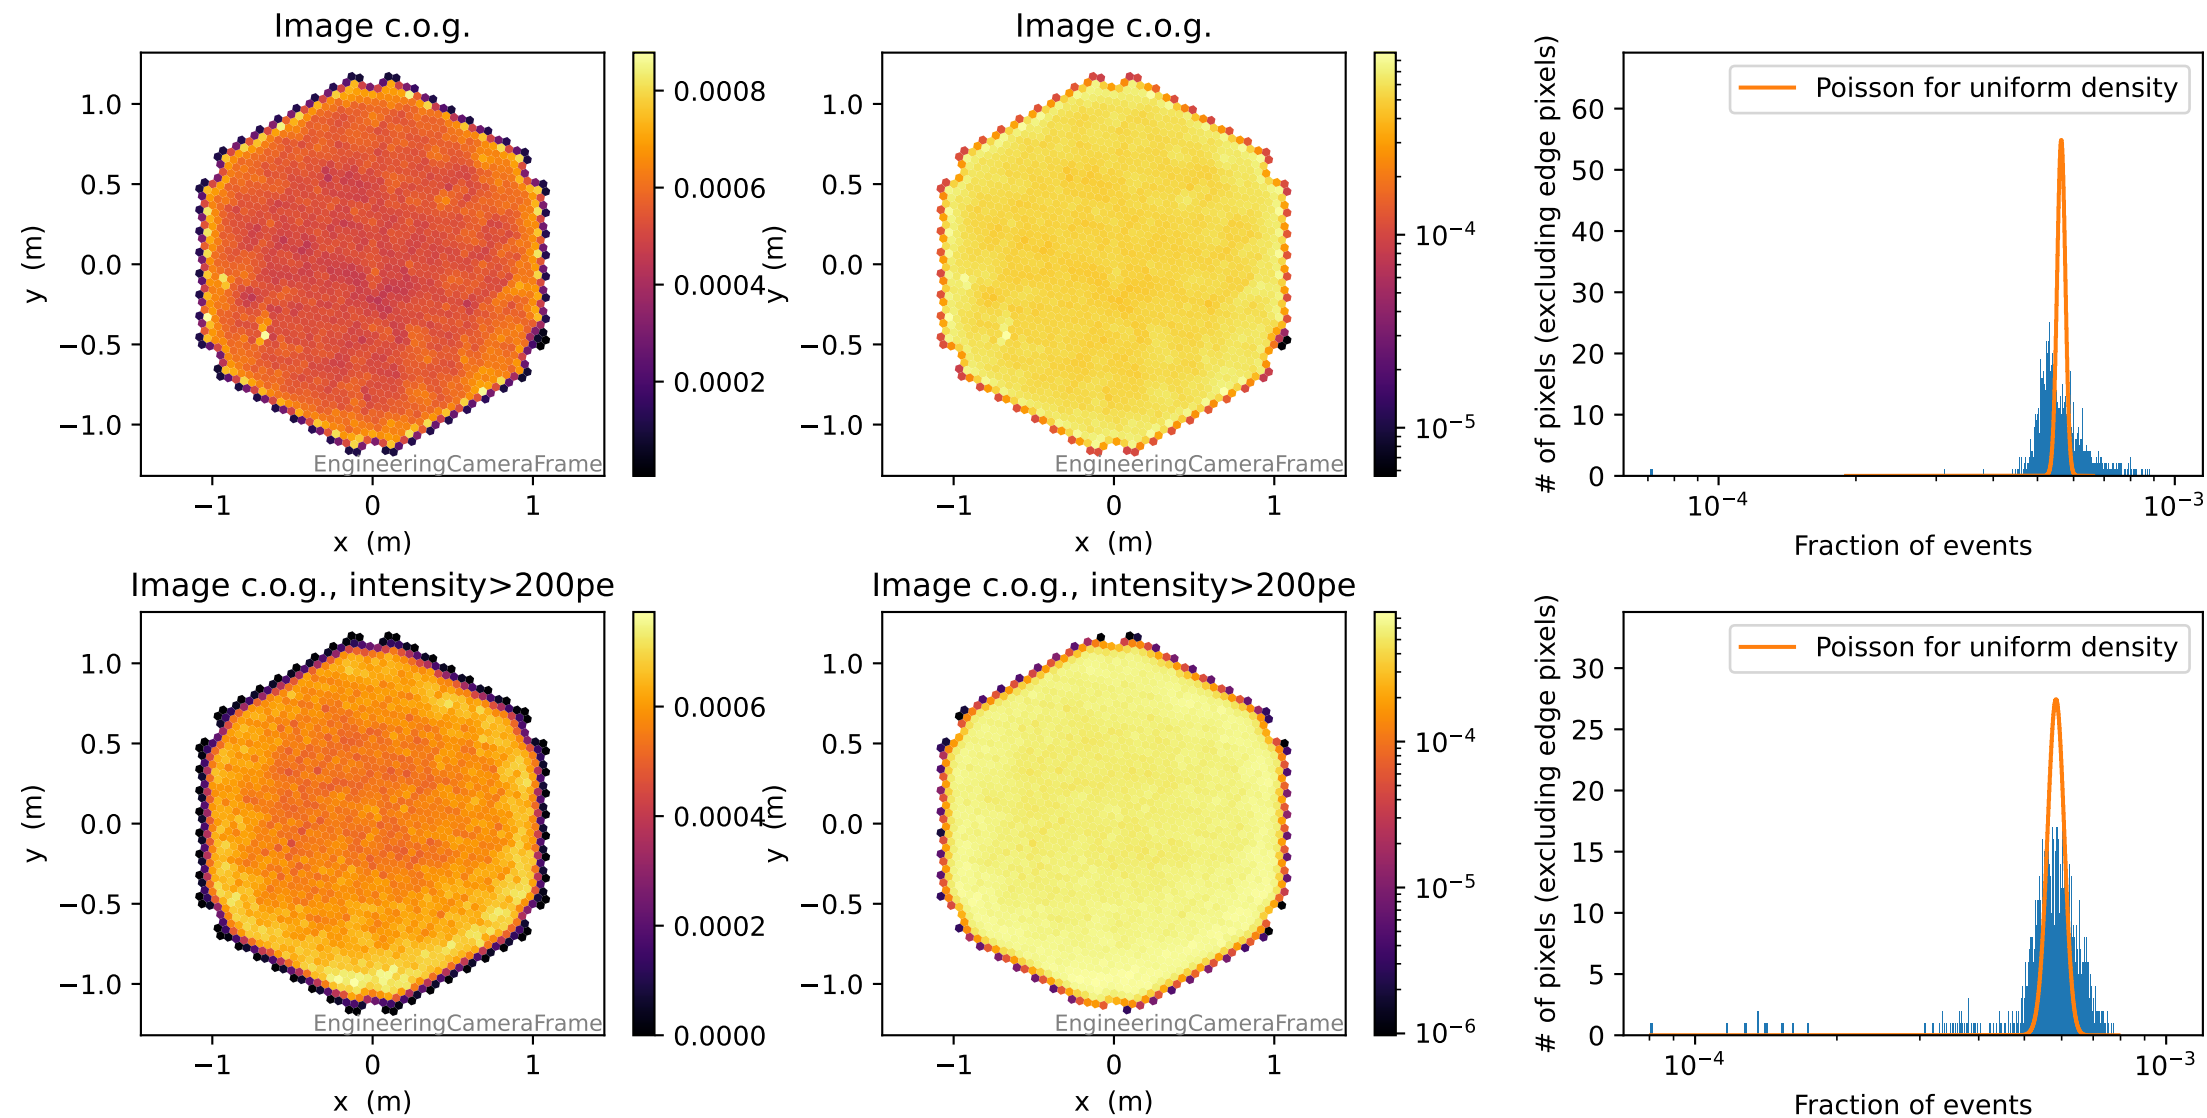 Image c.o.g.
1.0
0.5
0.0
−0.5
−1.0
y (m)
−1 0 1
x (m)
EngineeringCameraFrame
0.0008
0.0006
0.0004
0.0002
Image c.o.g.
1.0
0.5
0.0
−0.5
−1.0
y (m)
−1 0 1
x (m)
EngineeringCameraFrame
10−4
10−5
# of pixels (excluding edge pixels)
60
50
40
30
20
10
0
Poisson for uniform density
10−4 10−3
Fraction of events
Image c.o.g., intensity>200pe
1.0
0.5
0.0
−0.5
−1.0
y (m)
−1 0 1
x (m)
EngineeringCameraFrame
0.0006
0.0004
0.0002
0.0000
Image c.o.g., intensity>200pe
1.0
0.5
0.0
−0.5
−1.0
y (m)
−1 0 1
x (m)
EngineeringCameraFrame
10−4
10−5
10−6
# of pixels (excluding edge pixels)
30
25
20
15
10
5
0
Poisson for uniform density
10−4 10−3
Fraction of events